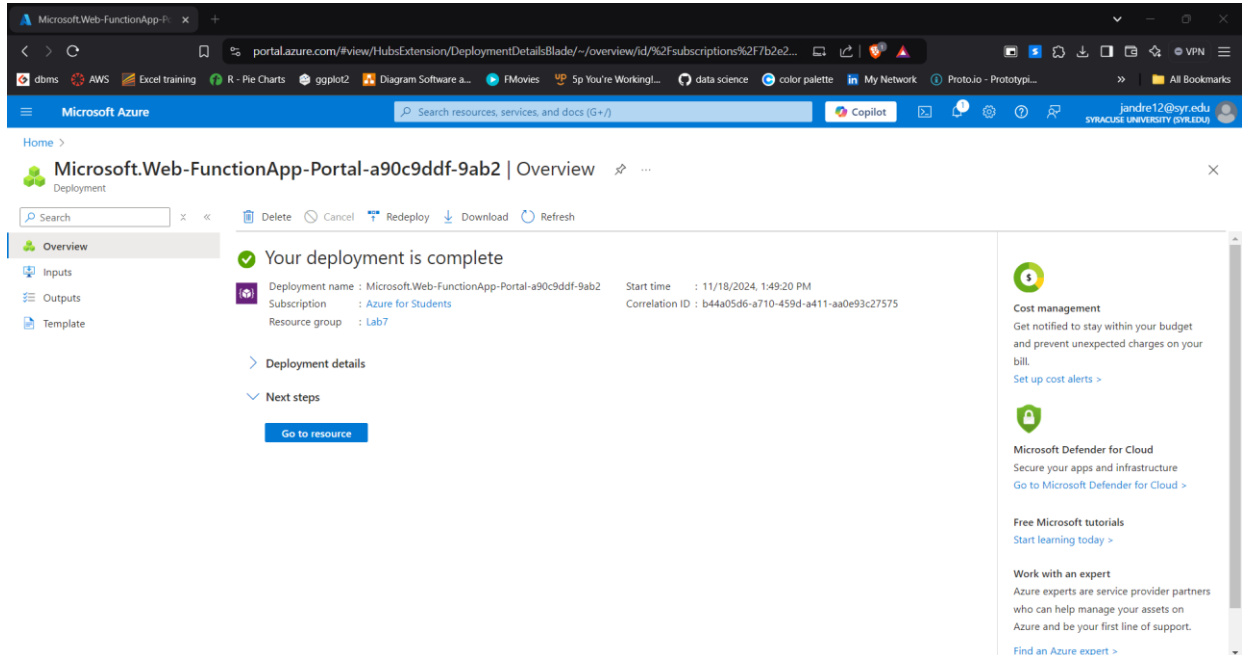 Microsoft.Web-FunctionApp-Po
portal.azure.com/#view/HubsExtension/DeploymentDetailsBlade/~/overview/id/%2Fsubscriptions%2F7b2e2...
VPN
dbms AWS Excel training R - Pie Charts ggplot2 Diagram Software a... FMovies 5p You're Working!... data science color palette My Network Proto.io - Prototypi... » All Bookmarks
Microsoft Azure
Search resources, services, and docs (G+/)
Copilot
1
jandre12@syr.edu
SYRACUSE UNIVERSITY (SYR.EDU)
Home >
Microsoft.Web-FunctionApp-Portal-a90c9ddf-9ab2 | Overview
Deployment
Search
Delete Cancel Redeploy Download Refresh
Overview
Inputs
Outputs
Template
Your deployment is complete
Deployment name : Microsoft.Web-FunctionApp-Portal-a90c9ddf-9ab2
Subscription : Azure for Students
Resource group : Lab7
Start time : 11/18/2024, 1:49:20 PM
Correlation ID : b44a05d6-a710-459d-a411-aa0e93c27575
Deployment details
Next steps
Go to resource
Cost management
Get notified to stay within your budget
and prevent unexpected charges on your
bill.
Set up cost alerts >
Microsoft Defender for Cloud
Secure your apps and infrastructure
Go to Microsoft Defender for Cloud >
Free Microsoft tutorials
Start learning today >
Work with an expert
Azure experts are service provider partners
who can help manage your assets on
Azure and be your first line of support.
Find an Azure expert >